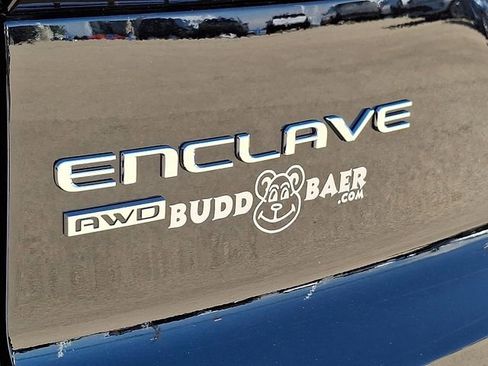 ENCLAVE
AWD BUDD BAER
.COM